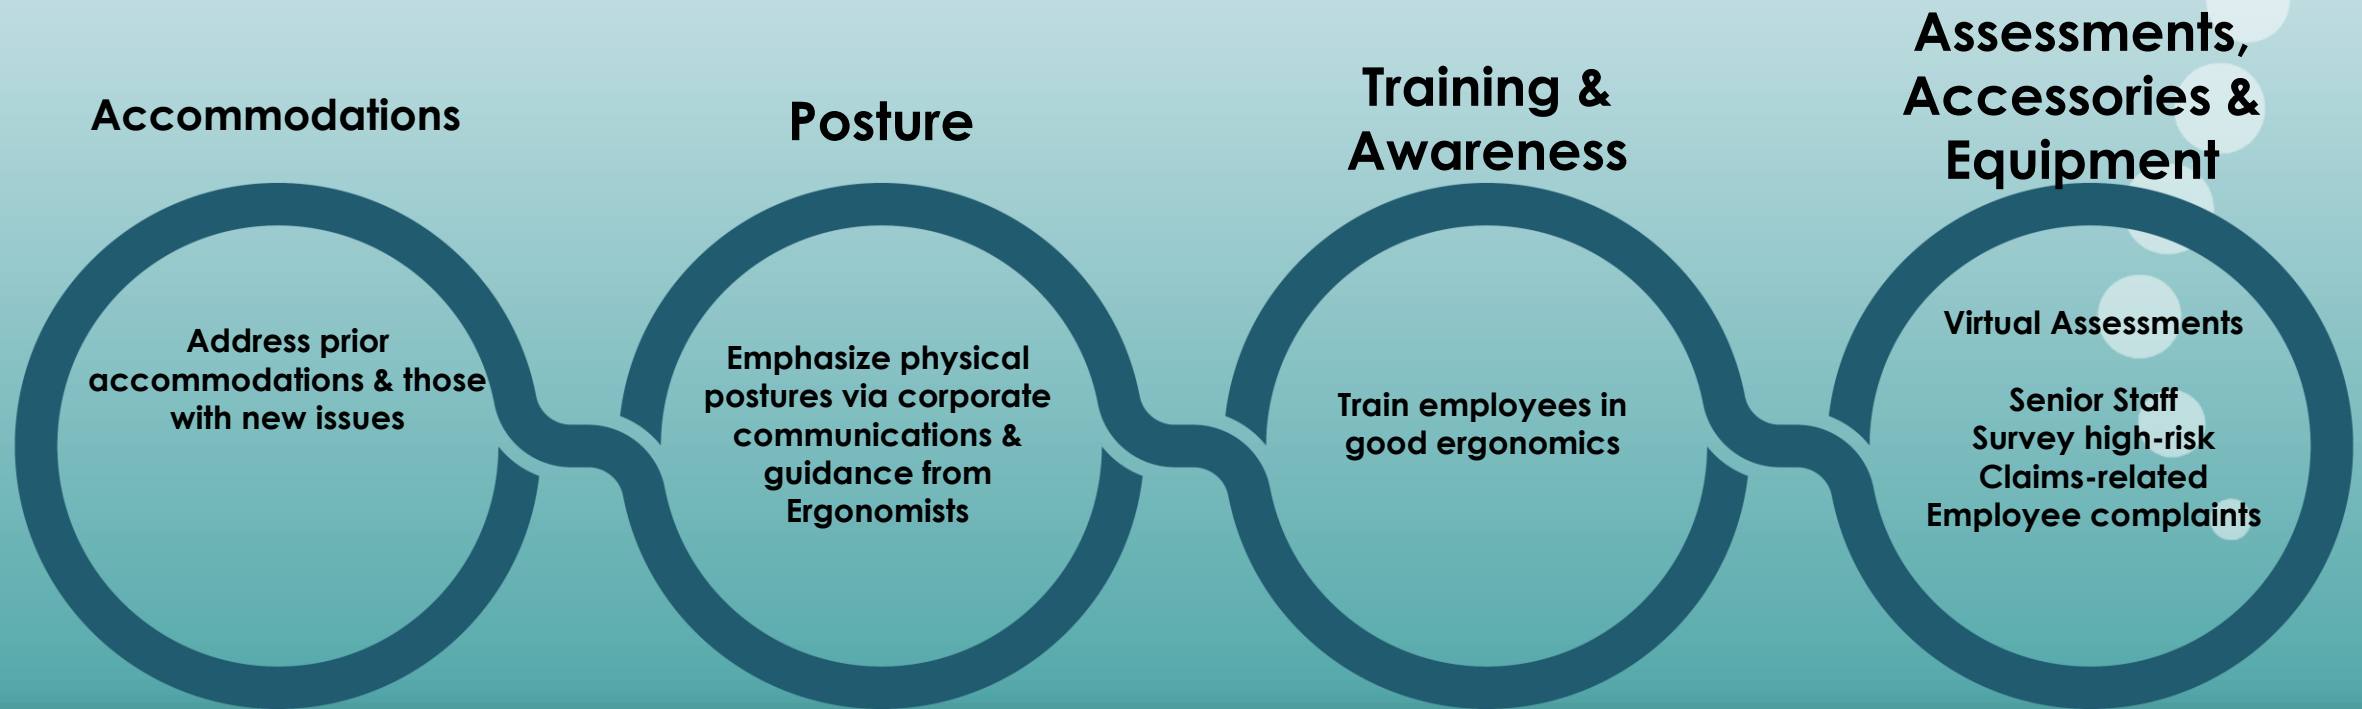 Accommodations
Address prior
accommodations & those
with new issues
Posture
Emphasize physical
postures via corporate
communications &
guidance from
Ergonomists
Training &
Awareness
Train employees in
good ergonomics
Assessments,
Accessories &
Equipment
Virtual Assessments
Senior Staff
Survey high-risk
Claims-related
Employee complaints